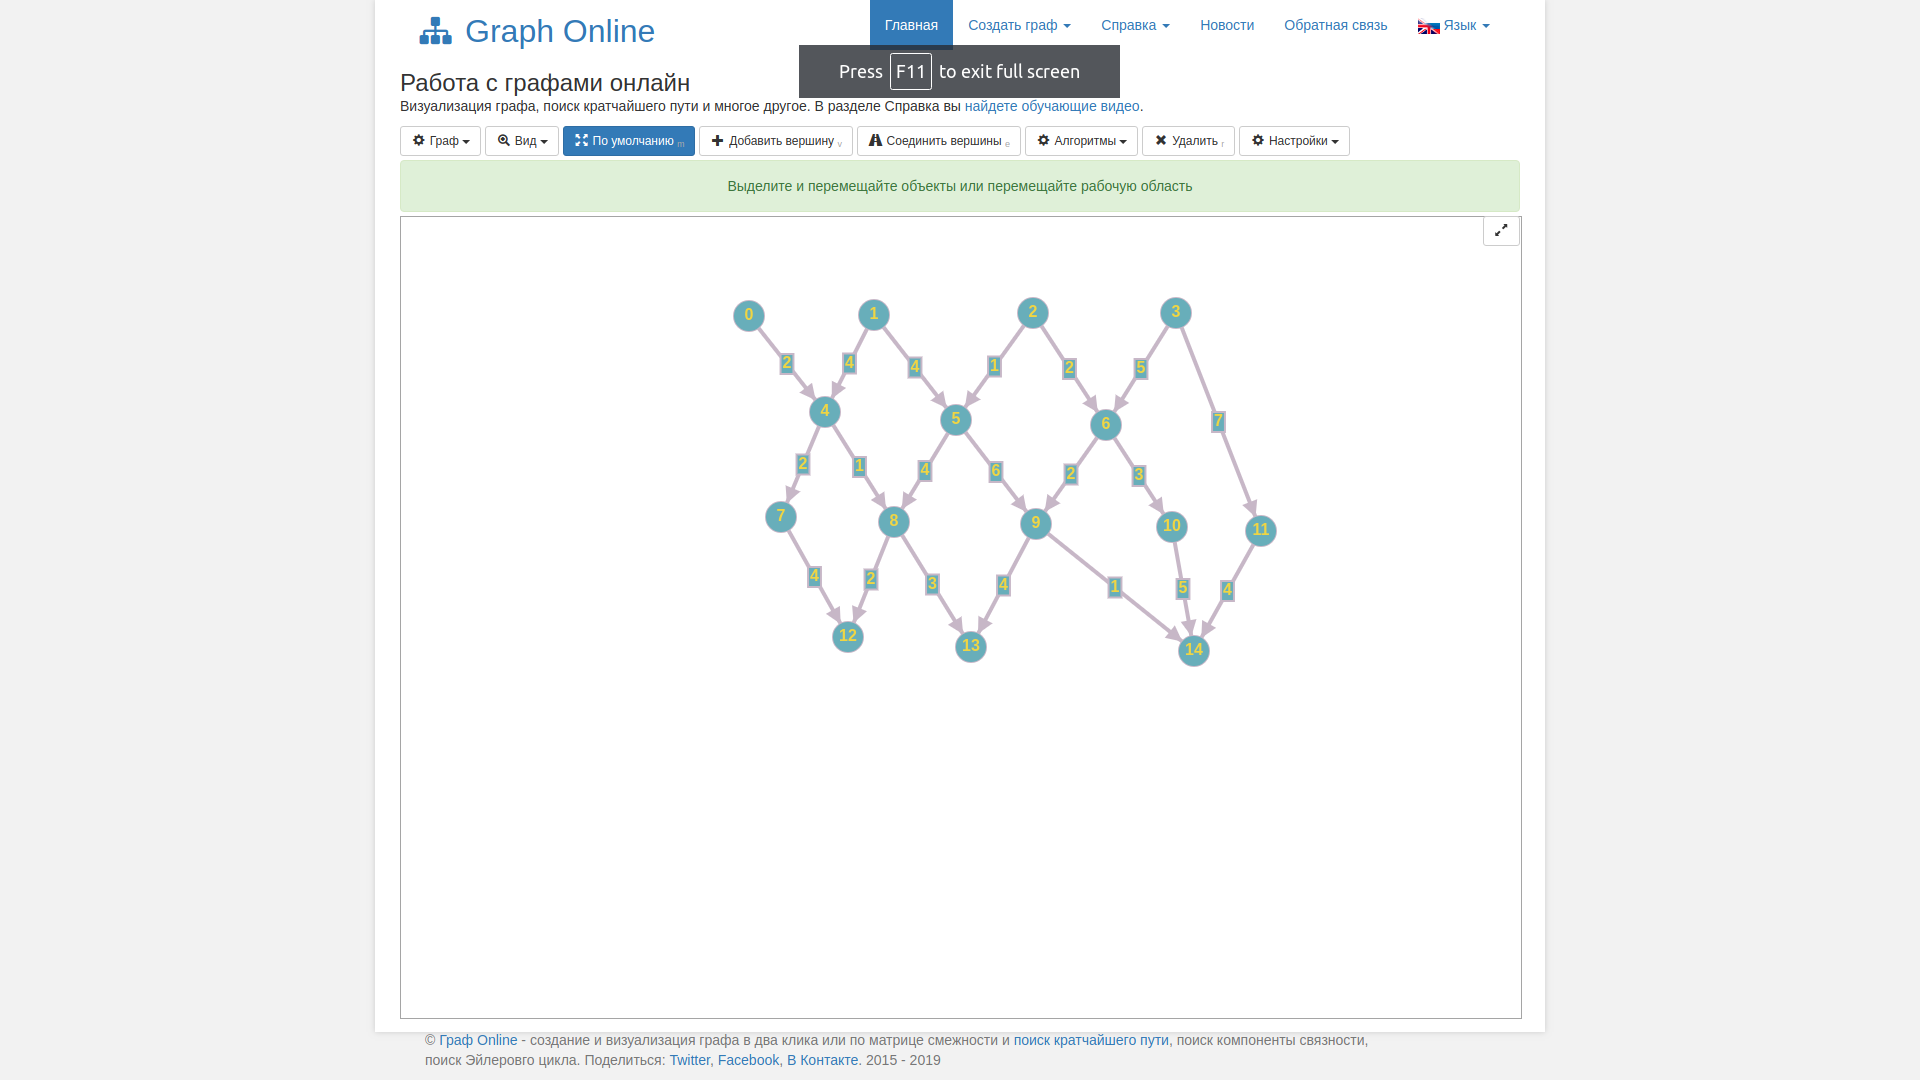 Graph Online
Главная Создать граф Справка Новости Обратная связь Язык
Press F11 to exit full screen
Работа с графами онлайн
Визуализация графа, поиск кратчайшего пути и многое другое. В разделе Справка вы найдете обучающие видео.
Граф Вид По умолчанию m Добавить вершину v Соединить вершины e Алгоритмы Удалить r Настройки
Выделите и перемещайте объекты или перемещайте рабочую область
0 1 2 3
2 4 4 1 2 5 7
4 5 6
2 1 4 6 2 3
7 8 9 10 11
4 2 3 4 1 5 4
12 13 14
© Граф Online - создание и визуализация графа в два клика или по матрице смежности и поиск кратчайшего пути, поиск компоненты связности,
поиск Эйлерового цикла. Поделиться: Twitter, Facebook, В Контакте. 2015 - 2019